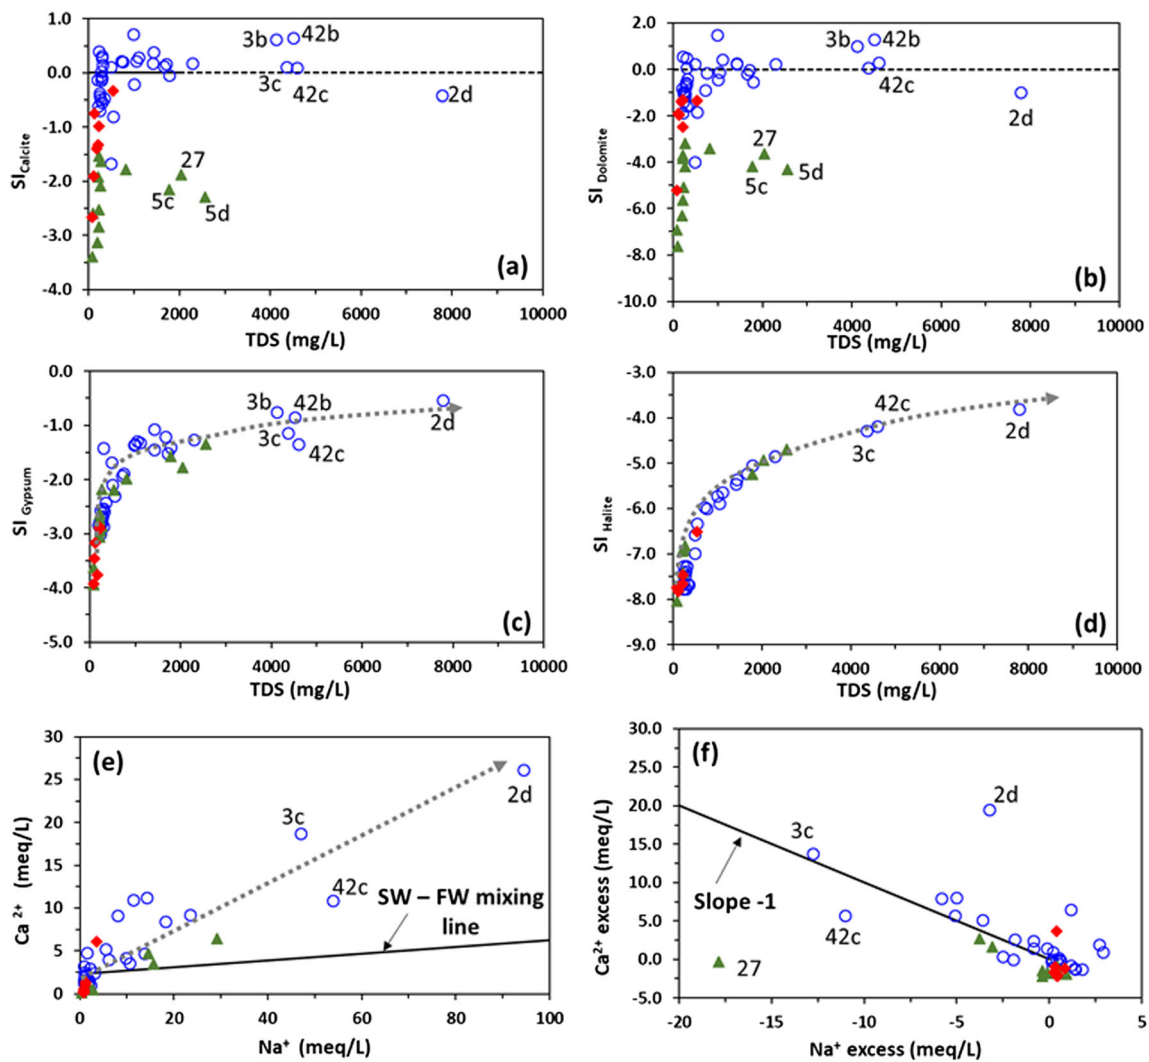 1.0
0.0
-1.0
-2.0
-3.0
-4.0
SI Calcite
3b
42b
3c
42c
2d
27
5c
5d
(a)
0
2000
4000
6000
8000
10000
TDS (mg/L)
2.0
0.0
-2.0
-4.0
-6.0
-8.0
-10.0
SI Dolomite
3b
42b
42c
2d
27
5c
5d
(b)
0
2000
4000
6000
8000
10000
TDS (mg/L)
0.0
-1.0
-2.0
-3.0
-4.0
-5.0
SI Gypsum
3b
42b
3c
42c
2d
(c)
0
2000
4000
6000
8000
10000
TDS (mg/L)
-3.0
-4.0
-5.0
-6.0
-7.0
-8.0
-9.0
SI Halite
42c
3c
2d
(d)
0
2000
4000
6000
8000
10000
TDS (mg/L)
30
25
20
15
10
5
0
Ca 2+ (meq/L)
(e)
2d
3c
42c
SW – FW mixing
line
0
20
40
60
80
100
Na+ (meq/L)
30.0
25.0
20.0
15.0
10.0
5.0
0.0
-5.0
Ca2+ excess (meq/L)
(f)
2d
3c
Slope -1
42c
27
-20
-15
-10
-5
0
5
Na+ excess (meq/L)